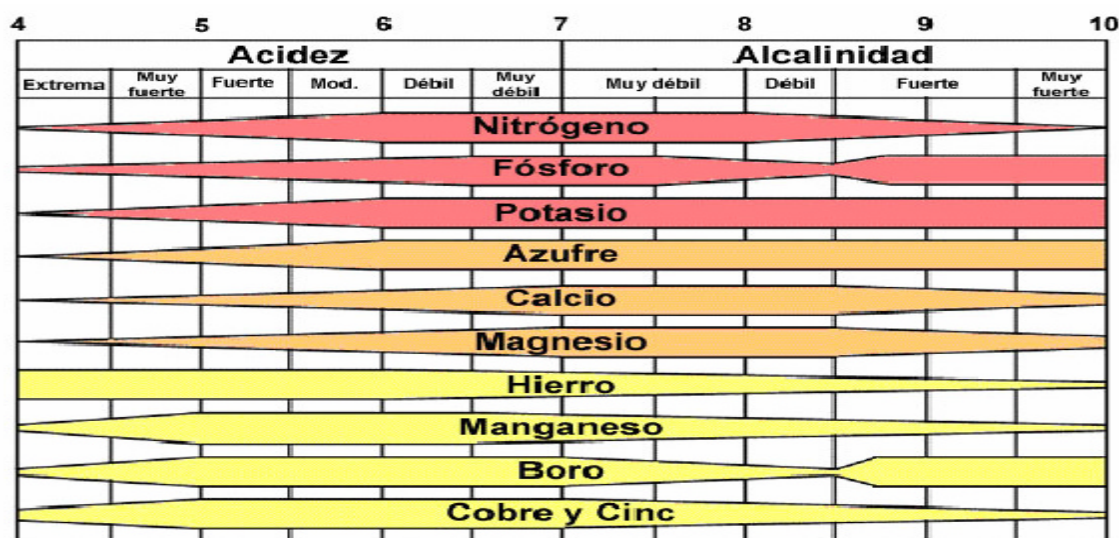 4 5 6 7 8 9 10
Acidez Alcalinidad
Extrema Muy fuerte Fuerte Mod. Débil Muy débil Muy débil Débil Fuerte Muy fuerte
Nitrógeno
Fósforo
Potasio
Azufre
Calcio
Magnesio
Hierro
Manganeso
Boro
Cobre y Cinc